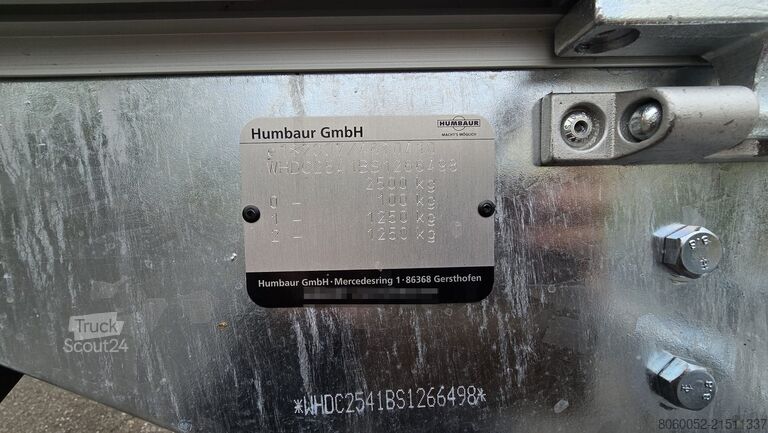 Humbaur GmbH
HUMBAUR
MACHT'S MÖGLICH
WHDC2541BS1266498
2500 kg
0 - 100 kg
1 - 1250 kg
2 - 1250 kg
Humbaur GmbH · Mercedesring 1 · 86368 Gersthofen
Truck
Scout24
*WHDC2541BS1266498*
8060052-21511337